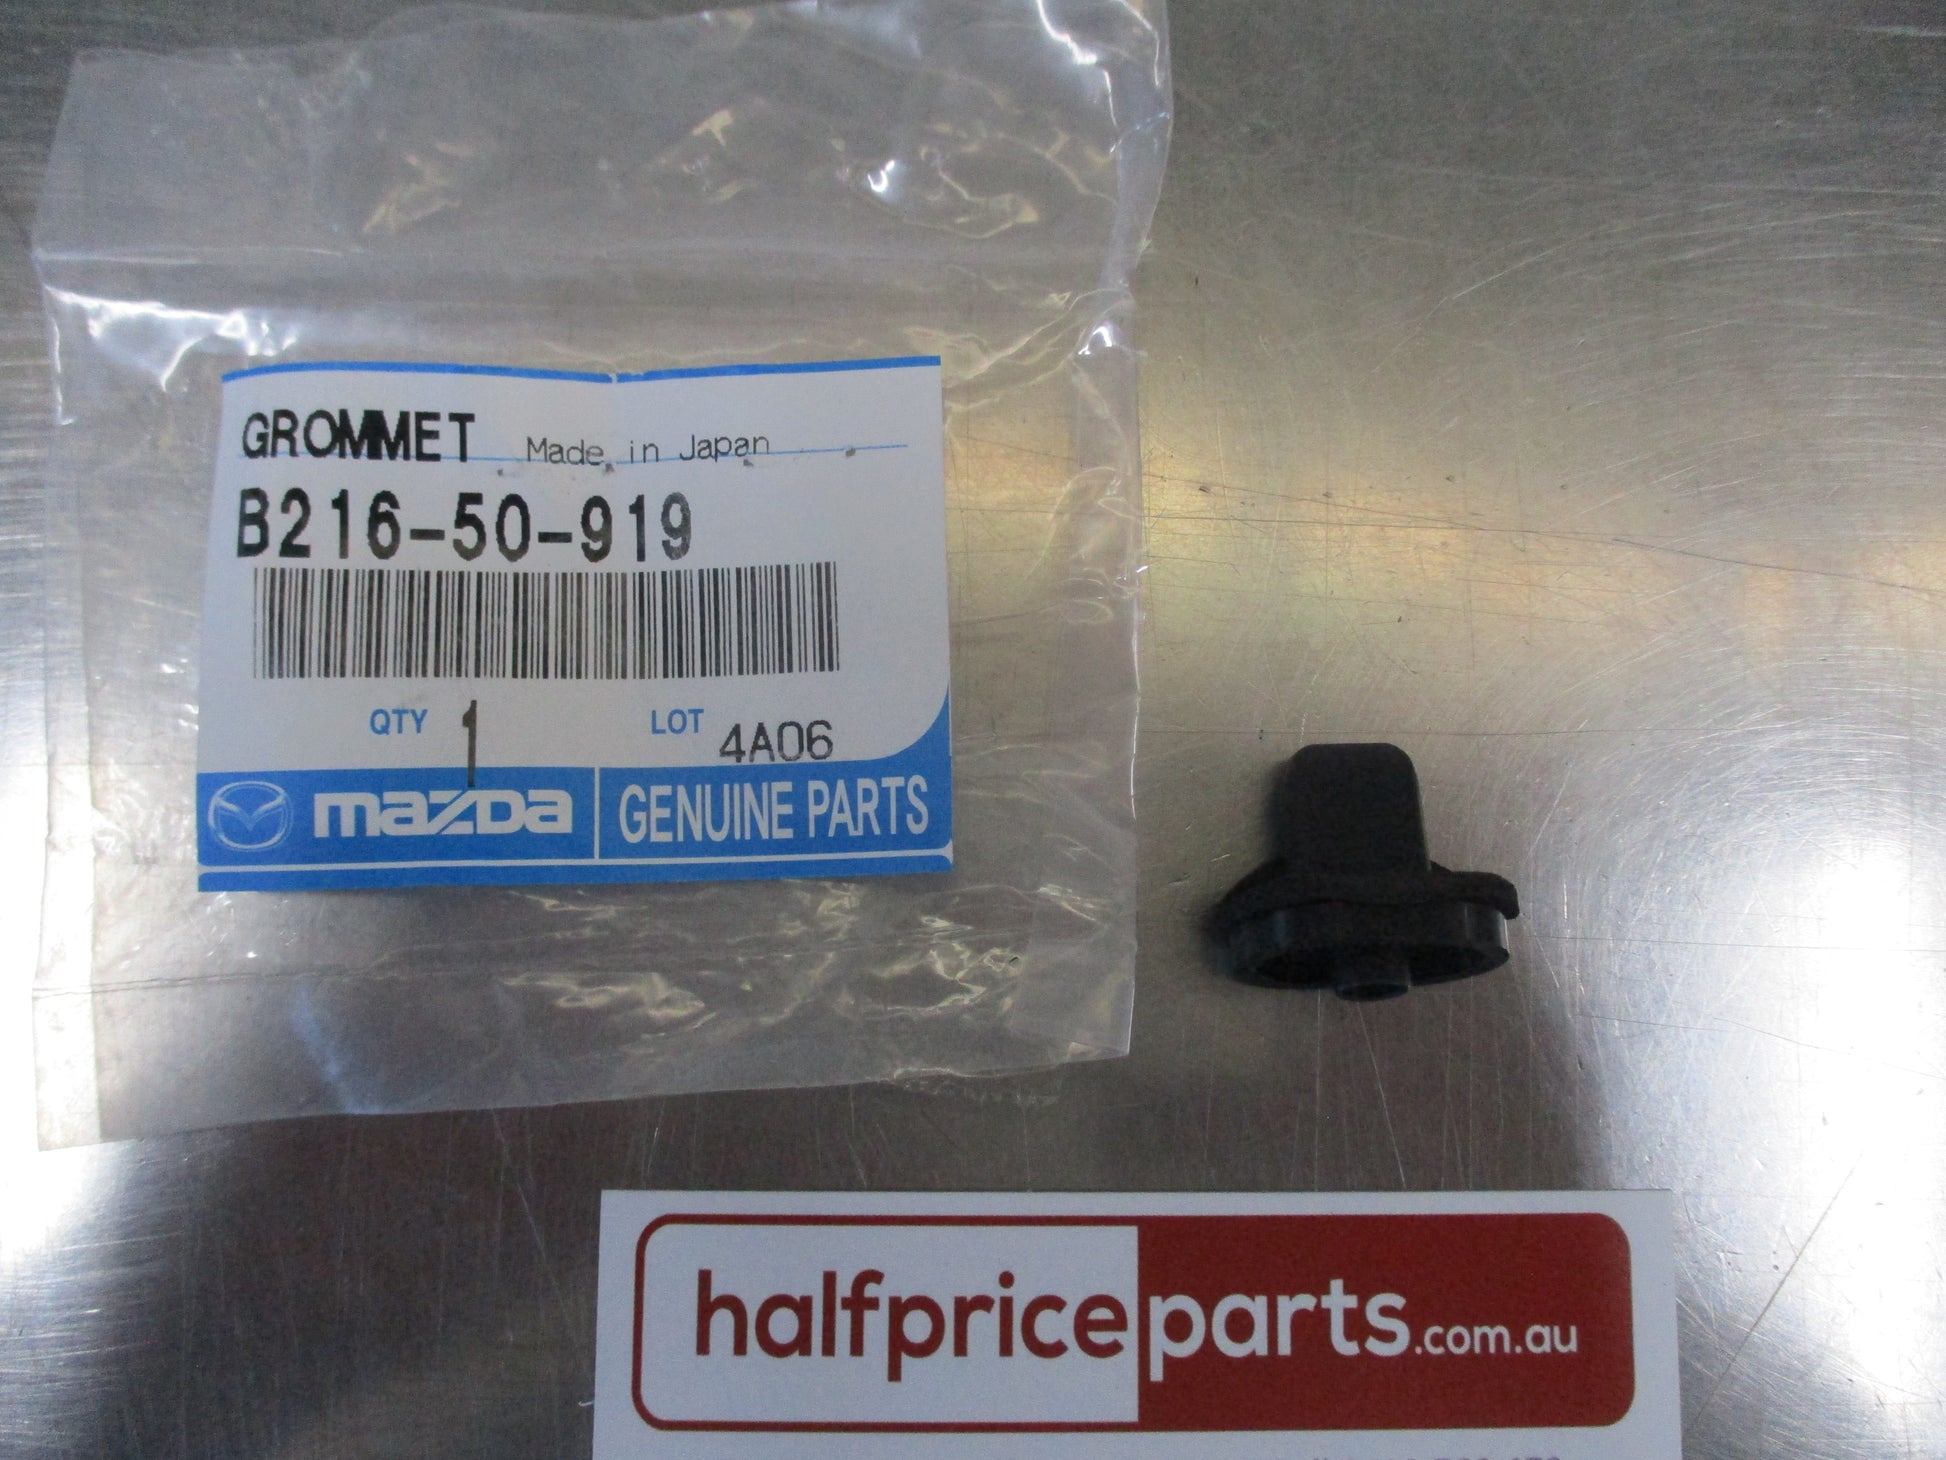 GROMMET Made in Japan
B216-50-919
QTY 1 LOT 4A06
mazda GENUINE PARTS
halfpriceparts.com.au